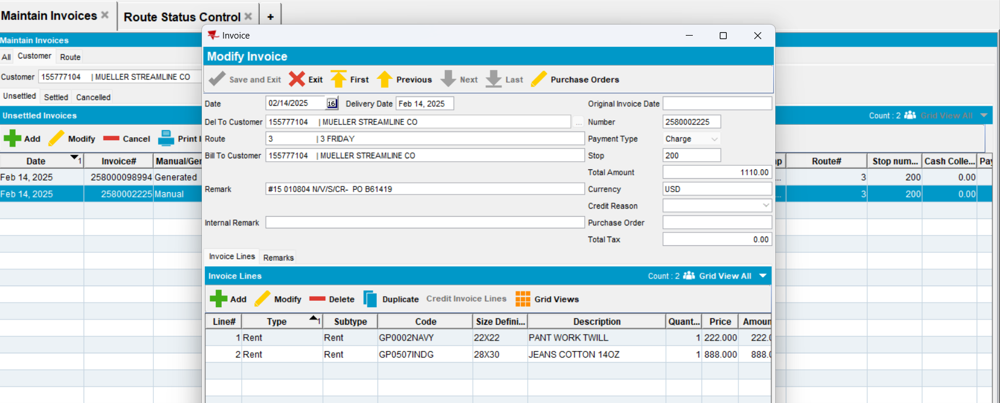 Maintain Invoices
Route Status Control
+
Maintain Invoices
All Customer Route
Customer 155777104 | MUELLER STREAMLINE CO
Unsettled Settled Cancelled
Unsettled Invoices
Count : 2 Grid View All
Add Modify Cancel Print
Date 1 Invoice# Manual/Ger Route# Stop num... Cash Colle...
Feb 14, 2025 258000098994 Generated 3 200 0.00
Feb 14, 2025 2580002225 Manual 3 200 0.00
Invoice
Modify Invoice
Save and Exit Exit First Previous Next Last Purchase Orders
Date 02/14/2025 16 Delivery Date Feb 14, 2025 Original Invoice Date
Del To Customer 155777104 | MUELLER STREAMLINE CO ... Number 2580002225
Route 3 | 3 FRIDAY Payment Type Charge
Bill To Customer 155777104 | MUELLER STREAMLINE CO Stop 200
Total Amount 1110.00
Remark #15 010804 N/V/S/CR- PO B61419 Currency USD
Credit Reason
Internal Remark Purchase Order
Total Tax 0.00
Invoice Lines Remarks
Invoice Lines Count : 2 Grid View All
Add Modify Delete Duplicate Credit Invoice Lines Grid Views
Line# Type 1 Subtype Code Size Defini... Description Quant... Price Amoun
1 Rent Rent GP0002NAVY 22X22 PANT WORK TWILL 1 222.000 222.0
2 Rent Rent GP0507INDG 28X30 JEANS COTTON 14OZ 1 888.000 888.0